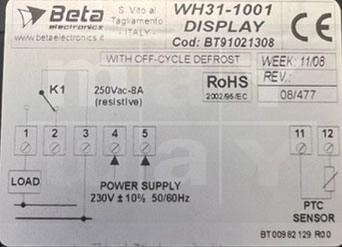 Beta
electronics
www.betaelectronics.it
S. Vito al
Tagliamento
- ITALY -
WH31-1001
DISPLAY
Cod: BT91021308
WITH OFF-CYCLE DEFROST
WEEK: 11/08
RoHS
2002/95/EC
REV.:
08/477
K1
250Vac-8A
(resistive)
1 2 3 4 5 11 12
LOAD
POWER SUPPLY
230V ± 10% 50/60Hz
PTC
SENSOR
BT00982129 R00